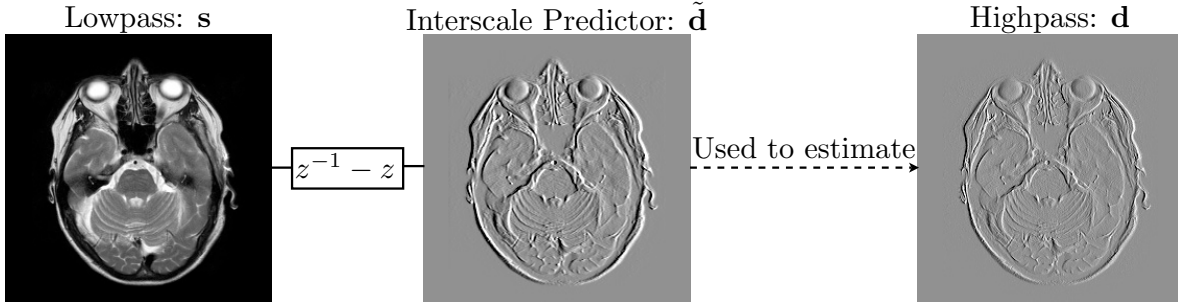 Lowpass: s
Interscale Predictor: d̃
Highpass: d
z⁻¹ − z
Used to estimate